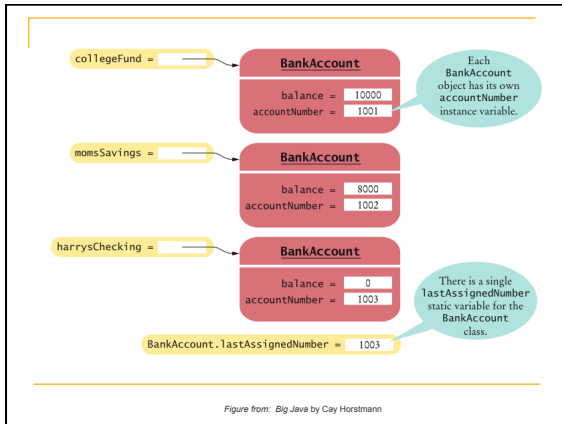 collegeFund =
BankAccount
balance = 10000
accountNumber = 1001
Each
BankAccount
object has its own
accountNumber
instance variable.
momsSavings =
BankAccount
balance = 8000
accountNumber = 1002
harrysChecking =
BankAccount
balance = 0
accountNumber = 1003
There is a single
lastAssignedNumber
static variable for the
BankAccount
class.
BankAccount.lastAssignedNumber = 1003
Figure from: Big Java by Cay Horstmann